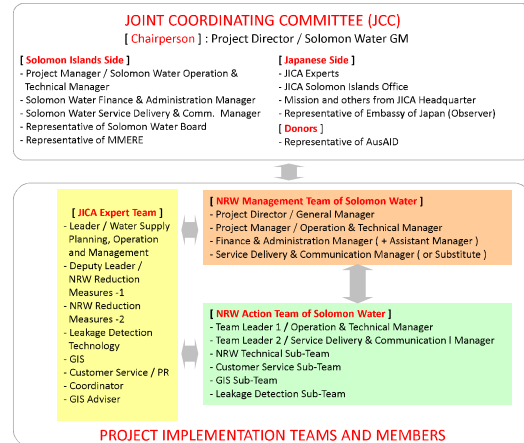 JOINT COORDINATING COMMITTEE (JCC)
[ Chairperson ] : Project Director / Solomon Water GM
[ Solomon Islands Side ]
- Project Manager / Solomon Water Operation &
Technical Manager
- Solomon Water Finance & Administration Manager
- Solomon Water Service Delivery & Comm. Manager
- Representative of Solomon Water Board
- Representative of MMERE
[ Japanese Side ]
- JICA Experts
- JICA Solomon Islands Office
- Mission and others from JICA Headquarter
- Representative of Embassy of Japan (Observer)
[ Donors ]
- Representative of AusAID
[ JICA Expert Team ]
- Leader / Water Supply
Planning, Operation
and Management
- Deputy Leader /
NRW Reduction
Measures -1
- NRW Reduction
Measures -2
- Leakage Detection
Technology
- GIS
- Customer Service / PR
- Coordinator
- GIS Adviser
[ NRW Management Team of Solomon Water ]
- Project Director / General Manager
- Project Manager / Operation & Technical Manager
- Finance & Administration Manager ( + Assistant Manager )
- Service Delivery & Communication Manager ( or Substitute )
[ NRW Action Team of Solomon Water ]
- Team Leader 1 / Operation & Technical Manager
- Team Leader 2 / Service Delivery & Communication l Manager
- NRW Technical Sub-Team
- Customer Service Sub-Team
- GIS Sub-Team
- Leakage Detection Sub-Team
PROJECT IMPLEMENTATION TEAMS AND MEMBERS